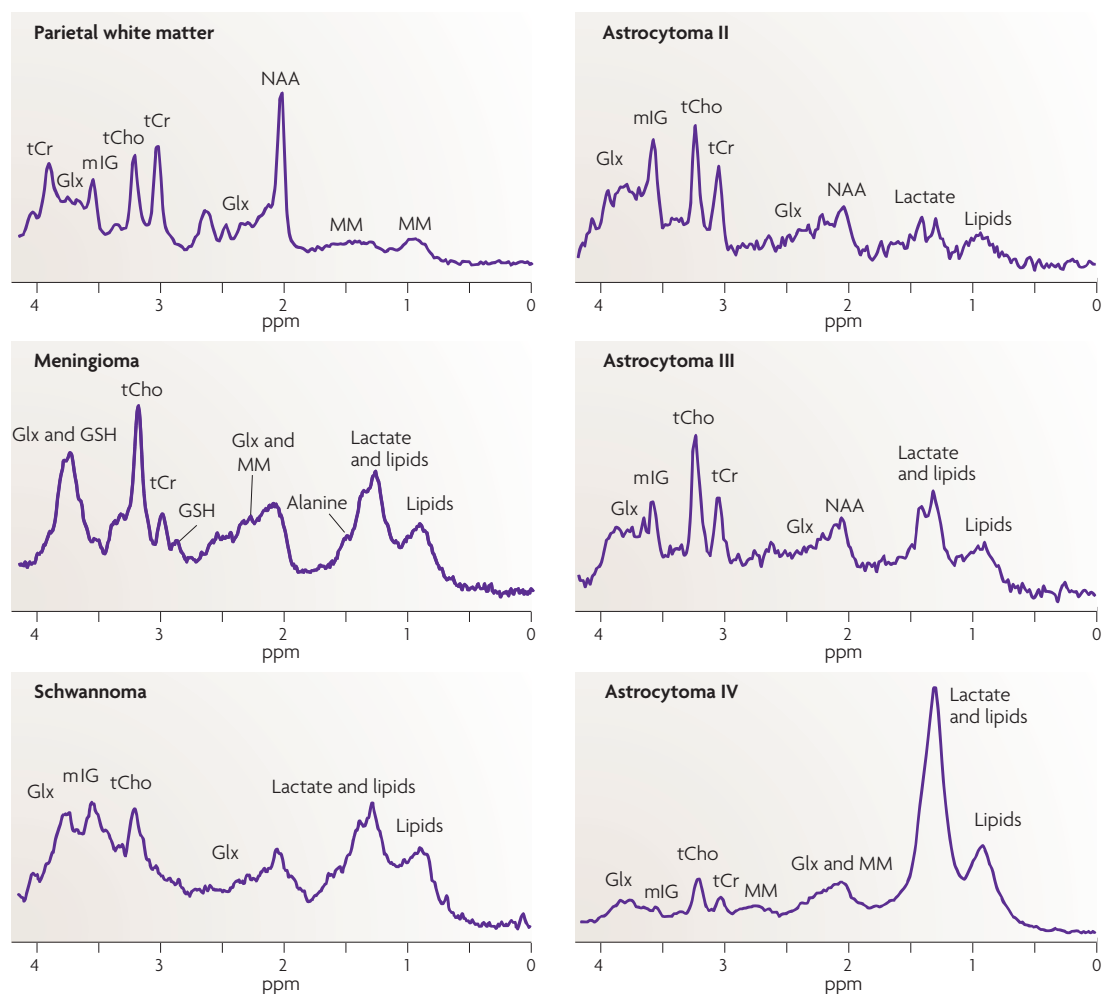 Parietal white matter
NAA
tCr
tCho
tCr
mIG
Glx
Glx
MM
MM
4 3 2 1 0
ppm
Astrocytoma II
tCho
mIG
Glx
tCr
NAA
Lactate
Glx
Lipids
4 3 2 1 0
ppm
Meningioma
tCho
Glx and GSH
Glx and
MM
Lactate
and lipids
tCr
GSH
Alanine
Lipids
4 3 2 1 0
ppm
Astrocytoma III
tCho
Lactate
and lipids
mIG
tCr
Glx
NAA
Glx
Lipids
4 3 2 1 0
ppm
Schwannoma
mIG
tCho
Glx
Lactate and lipids
Lipids
Glx
4 3 2 1 0
ppm
Astrocytoma IV
Lactate
and lipids
Lipids
tCho
Glx and MM
Glx
mIG
tCr
MM
4 3 2 1 0
ppm